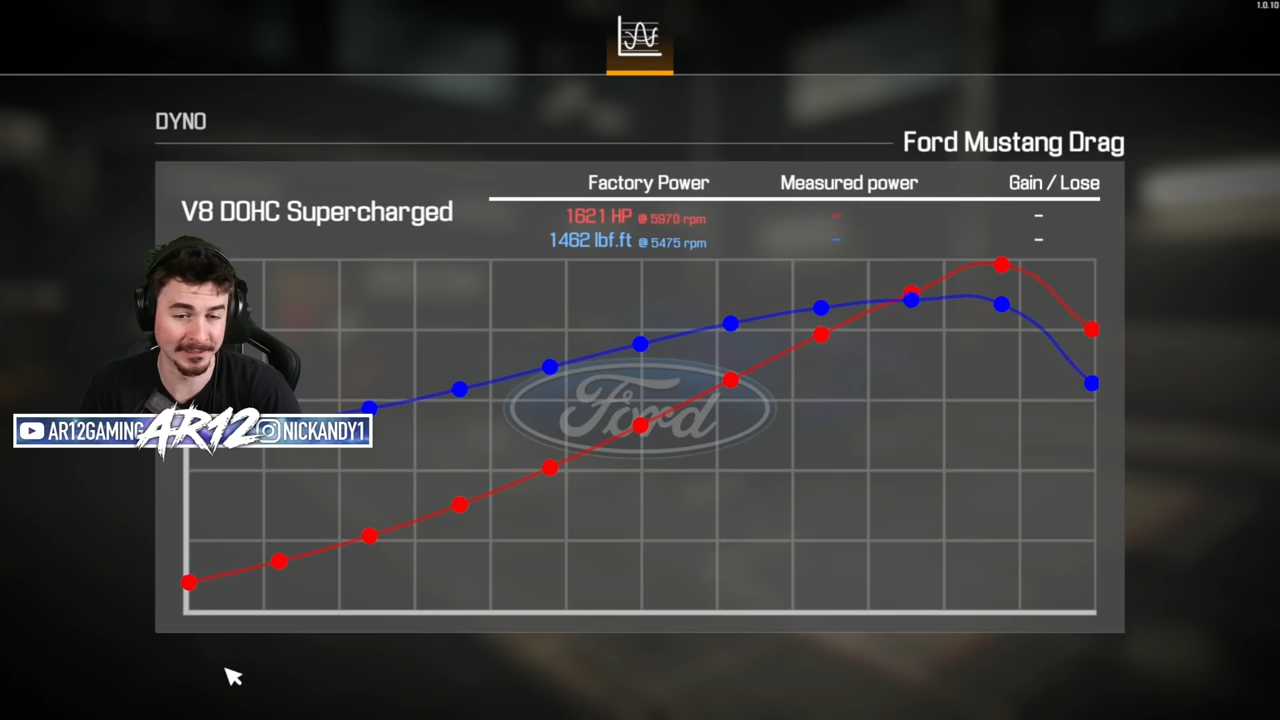 1.0.10
DYNO
Ford Mustang Drag
Factory Power Measured power Gain / Lose
V8 DOHC Supercharged
1621 HP @ 5970 rpm - -
1462 lbf.ft @ 5475 rpm - -
Ford
AR12GAMING AR12 NICKANDY1